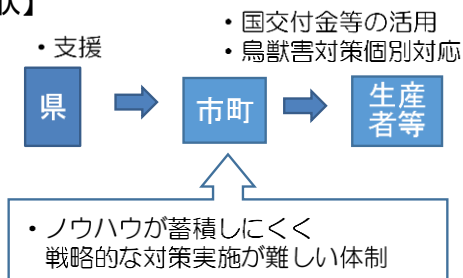 状】
・支援
・国交付金等の活用
・鳥獣害対策個別対応
県
市町
生産
者等
・ノウハウが蓄積しにくく
戦略的な対策実施が難しい体制